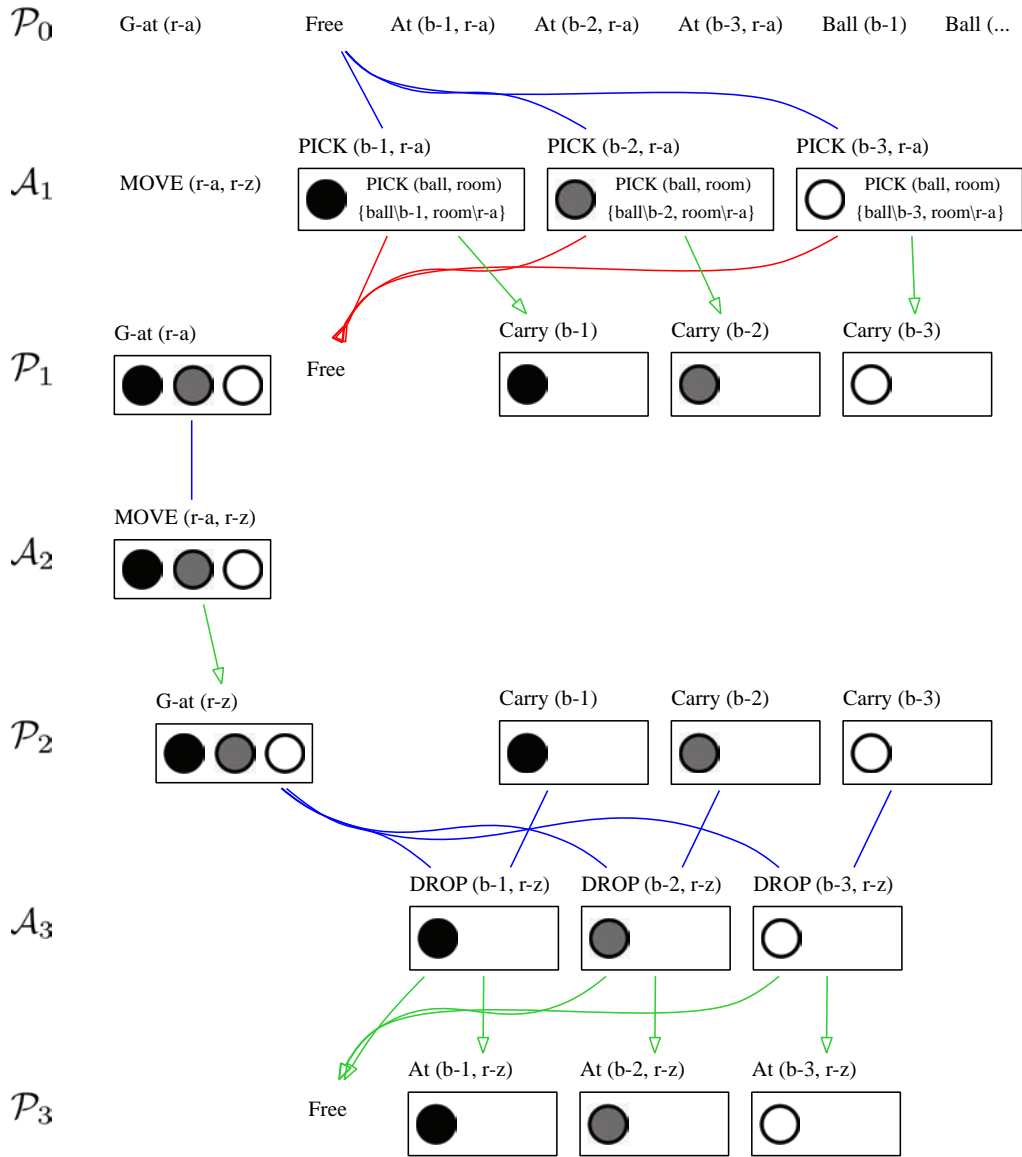 𝒫0 G-at (r-a) Free At (b-1, r-a) At (b-2, r-a) At (b-3, r-a) Ball (b-1) Ball (...
PICK (b-1, r-a) PICK (b-2, r-a) PICK (b-3, r-a)
𝒜1 MOVE (r-a, r-z) PICK (ball, room) PICK (ball, room) PICK (ball, room)
{ball\b-1, room\r-a} {ball\b-2, room\r-a} {ball\b-3, room\r-a}
G-at (r-a) Carry (b-1) Carry (b-2) Carry (b-3)
𝒫1 Free
MOVE (r-a, r-z)
𝒜2
G-at (r-z) Carry (b-1) Carry (b-2) Carry (b-3)
𝒫2
DROP (b-1, r-z) DROP (b-2, r-z) DROP (b-3, r-z)
𝒜3
At (b-1, r-z) At (b-2, r-z) At (b-3, r-z)
𝒫3 Free